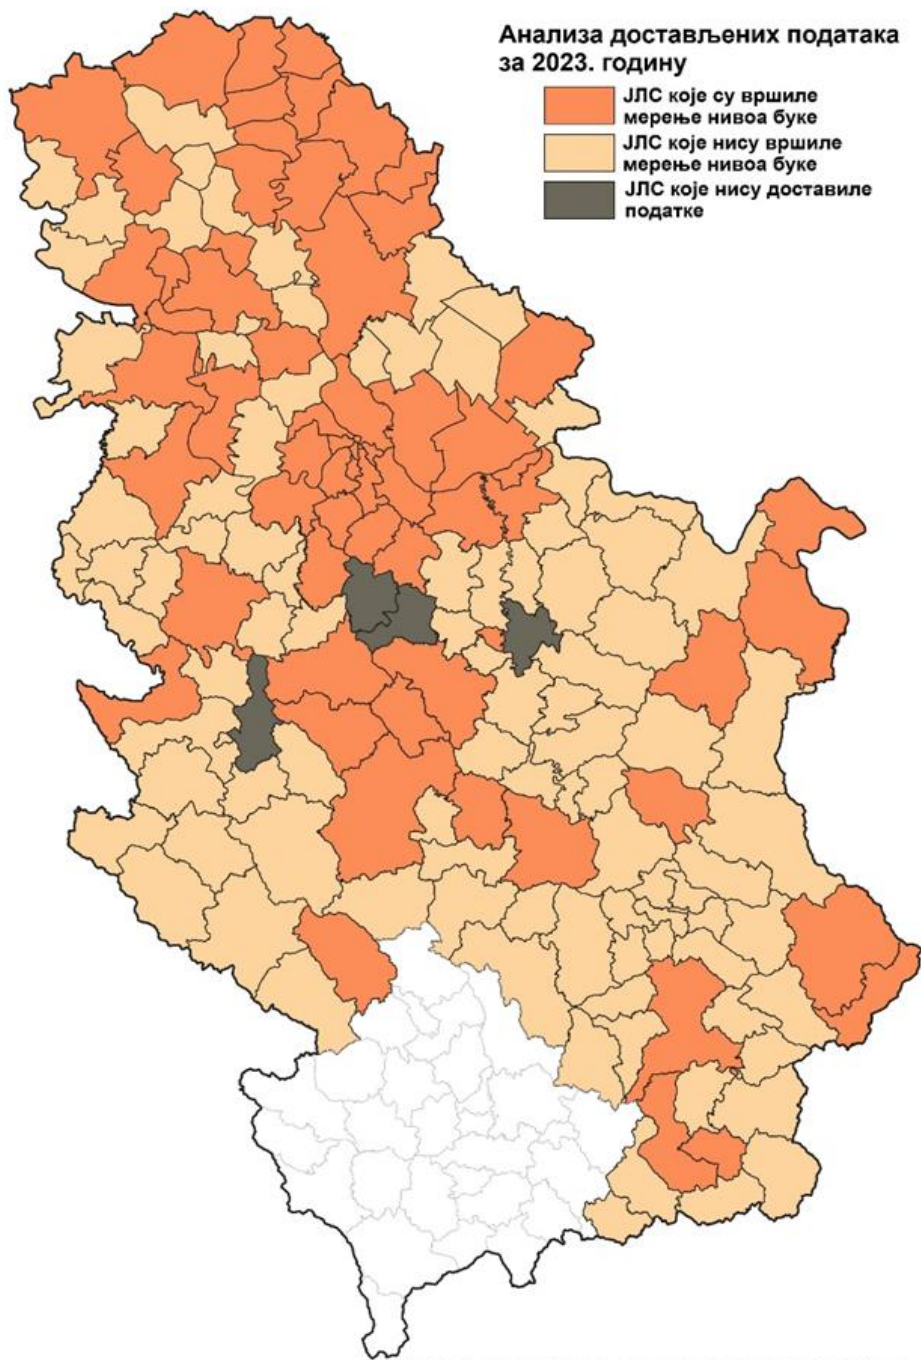 Анализа достављених података
за 2023. годину
ЈЛС које су вршиле
мерење нивоа буке
ЈЛС које нису вршиле
мерење нивоа буке
ЈЛС које нису доставиле
податке